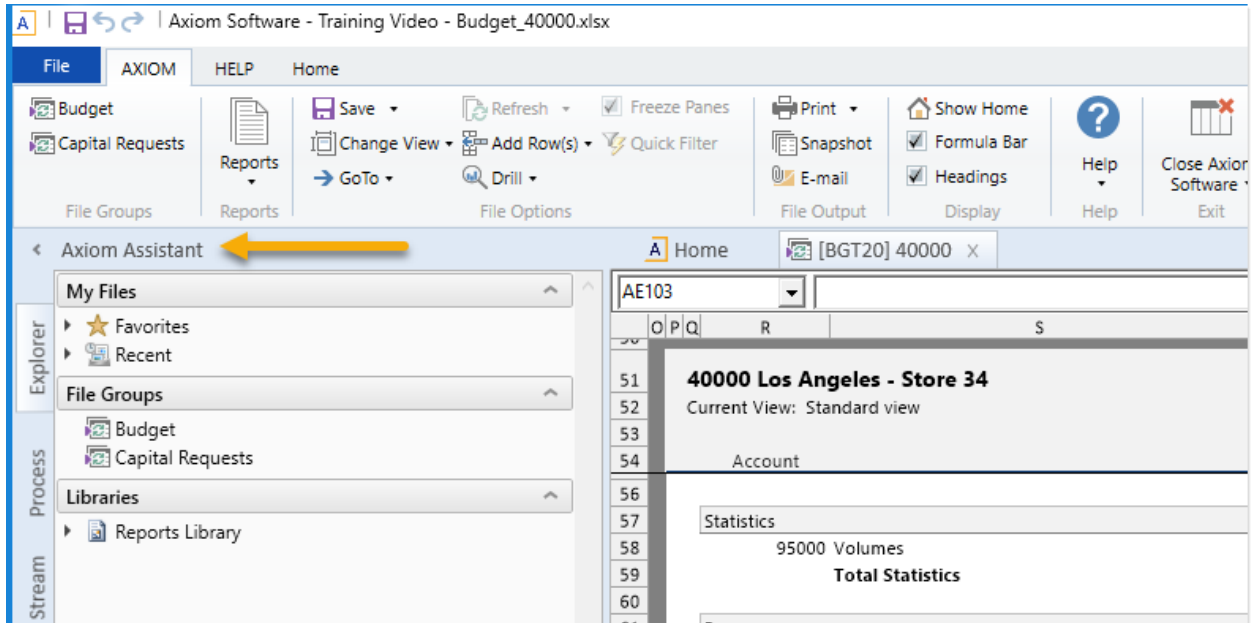 A Axiom Software - Training Video - Budget_40000.xlsx
File AXIOM HELP Home
Budget
Capital Requests
File Groups
Reports
Reports
Save
Change View
GoTo
Refresh
Add Row(s)
Drill
Freeze Panes
Quick Filter
File Options
Print
Snapshot
E-mail
File Output
Show Home
Formula Bar
Headings
Display
? Help
Help
Close Axiom
Software
Exit
Axiom Assistant
A Home [BGT20] 40000 X
Explorer
Process
Stream
My Files
Favorites
Recent
File Groups
Budget
Capital Requests
Libraries
Reports Library
AE103
O P Q R S
51 40000 Los Angeles - Store 34
52 Current View: Standard view
53
54 Account
56
57 Statistics
58 95000 Volumes
59 Total Statistics
60